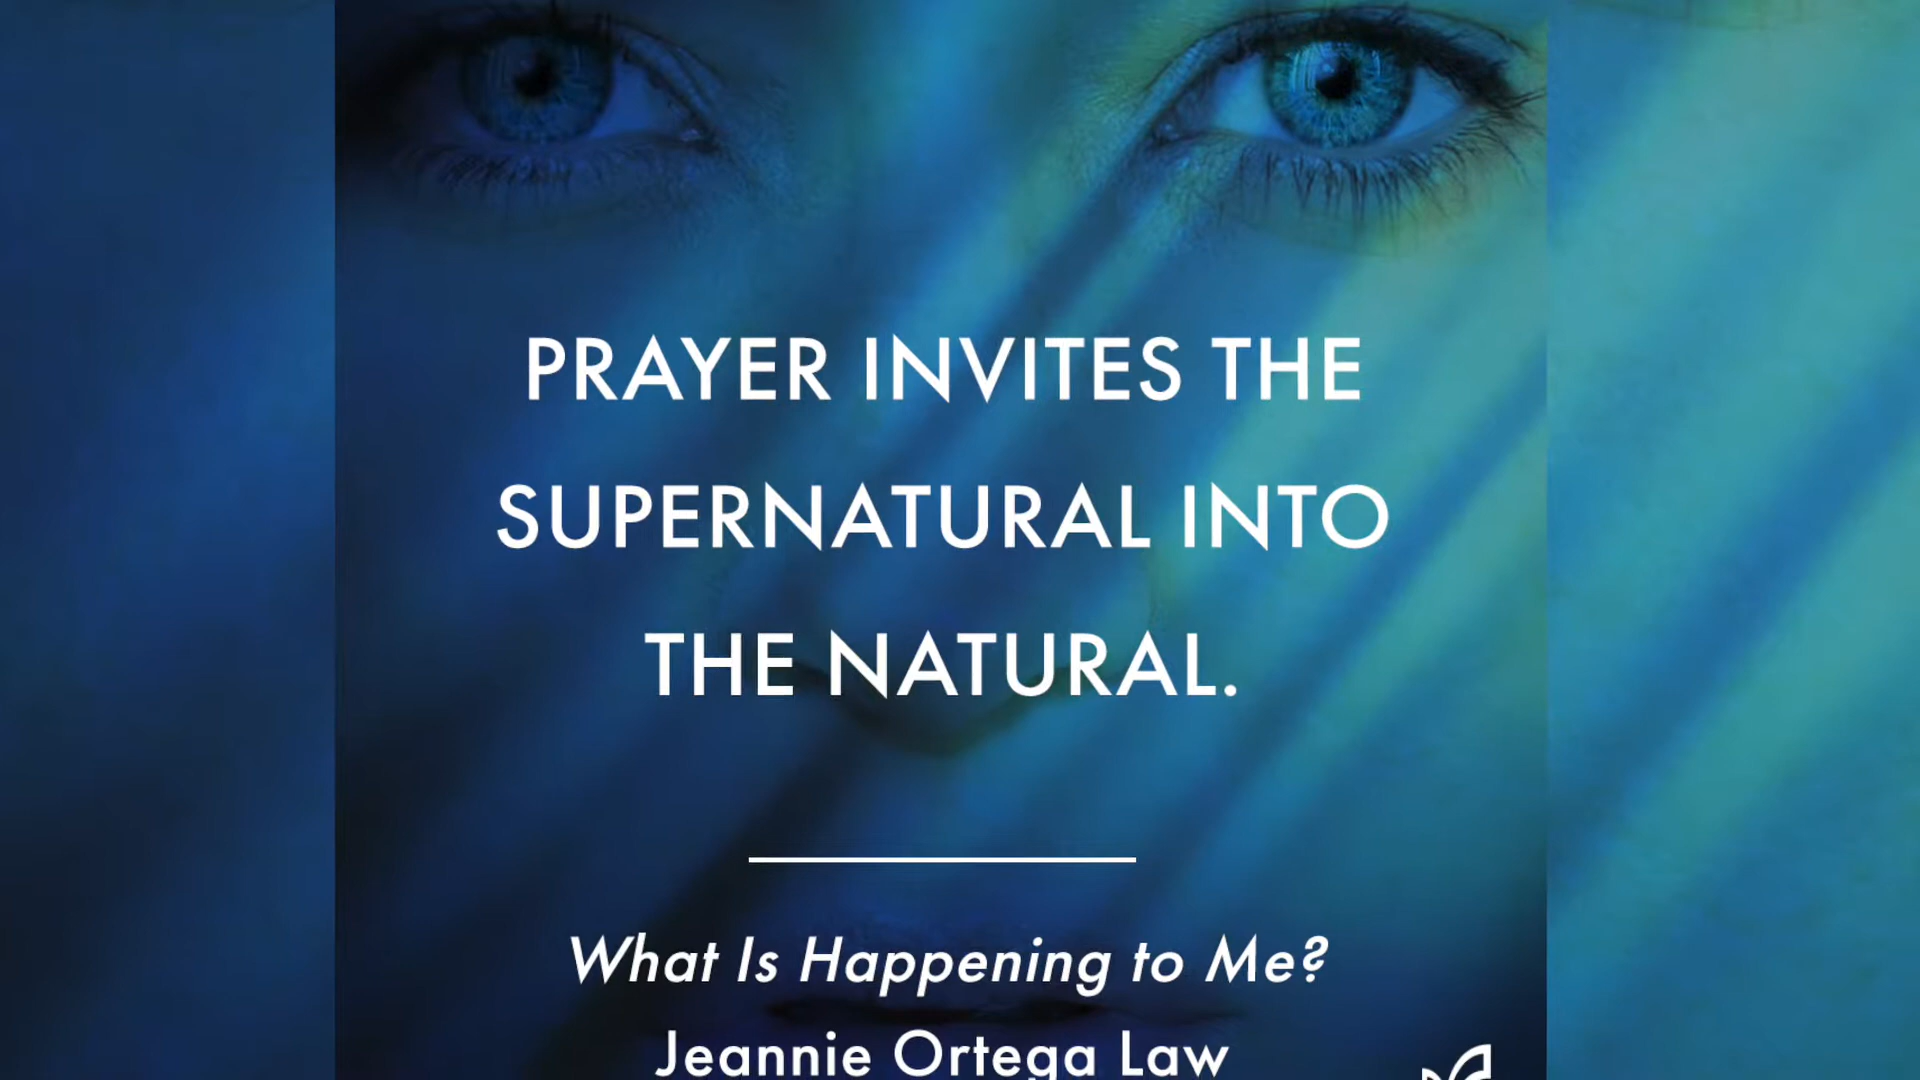 PRAYER INVITES THE
SUPERNATURAL INTO
THE NATURAL.
What Is Happening to Me?
Jeannie Ortega Law